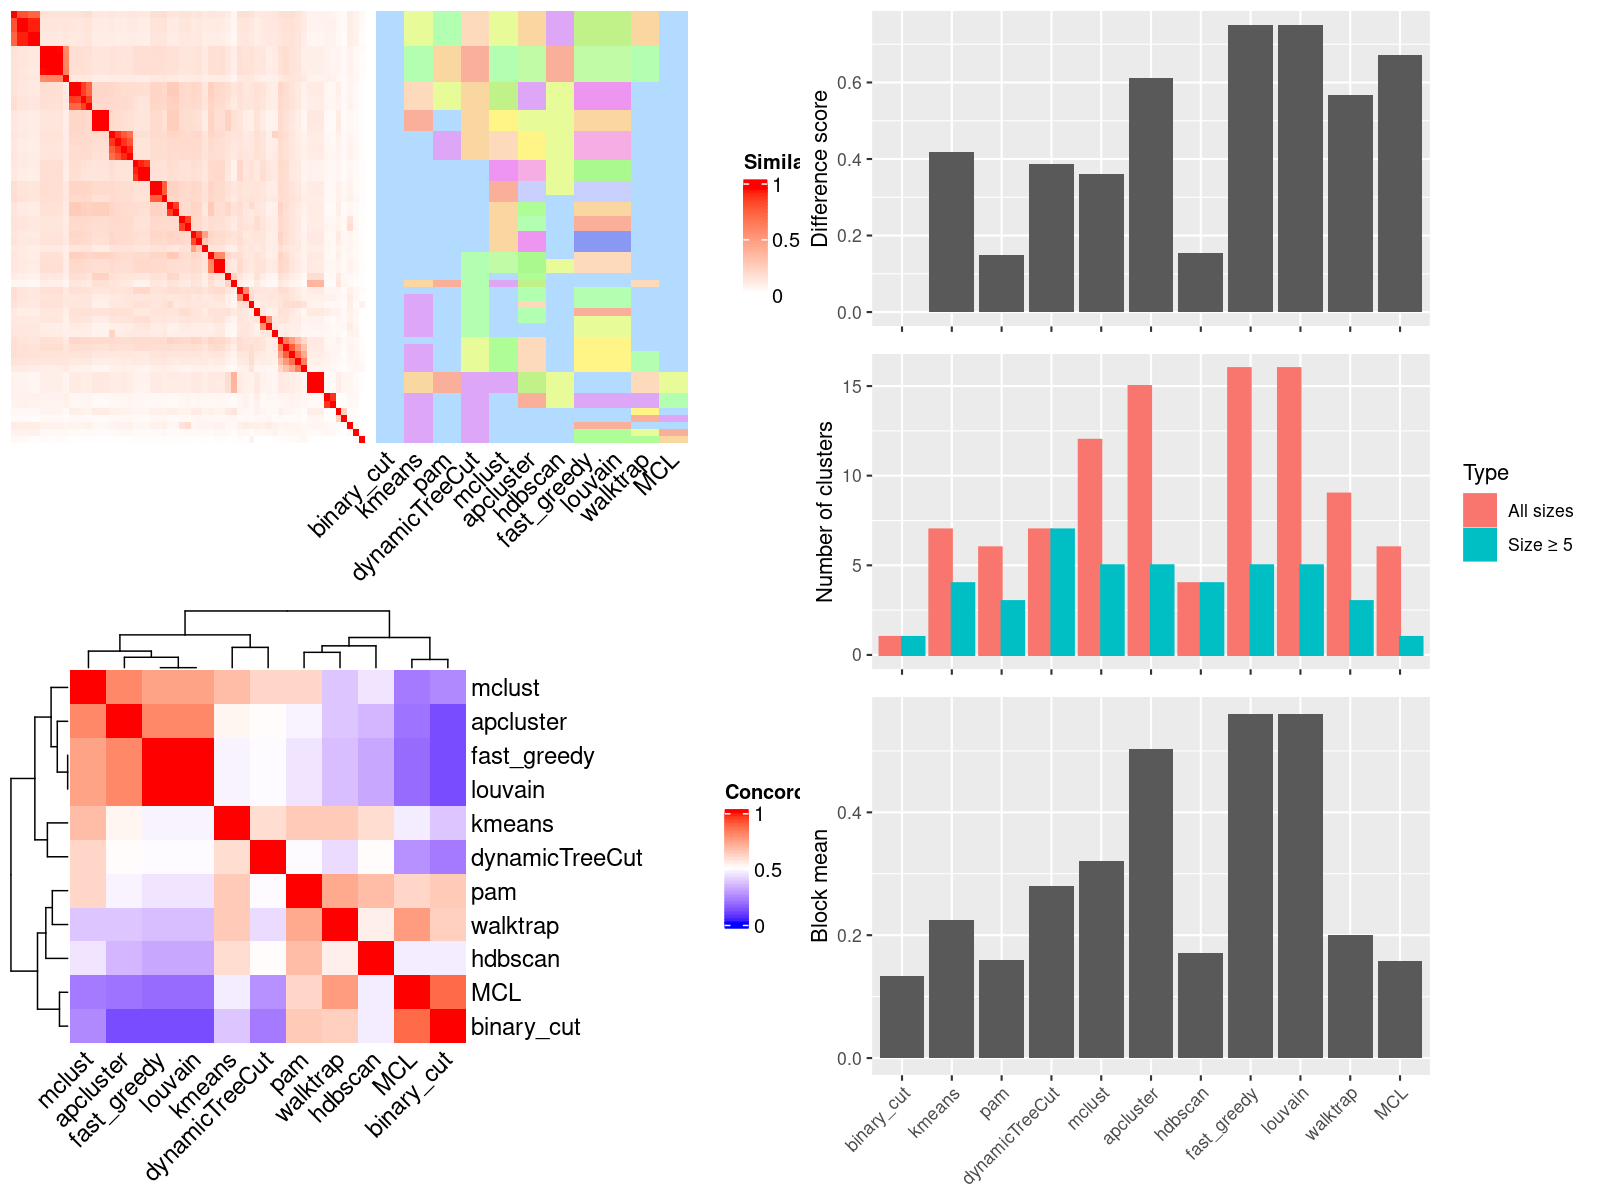 Simila
1
0.5
0
binary_cut
kmeans
pam
dynamicTreeCut
mclust
apcluster
hdbscan
fast_greedy
louvain
walktrap
MCL
Difference score
0.6
0.4
0.2
0.0
Number of clusters
15
10
5
0
Type
All sizes
Size ≥ 5
mclust
apcluster
fast_greedy
louvain
kmeans
dynamicTreeCut
pam
walktrap
hdbscan
MCL
binary_cut
mclust
apcluster
fast_greedy
louvain
kmeans
dynamicTreeCut
pam
walktrap
hdbscan
MCL
binary_cut
Concord
1
0.5
0
Block mean
0.4
0.2
0.0
binary_cut
kmeans
pam
dynamicTreeCut
mclust
apcluster
hdbscan
fast_greedy
louvain
walktrap
MCL